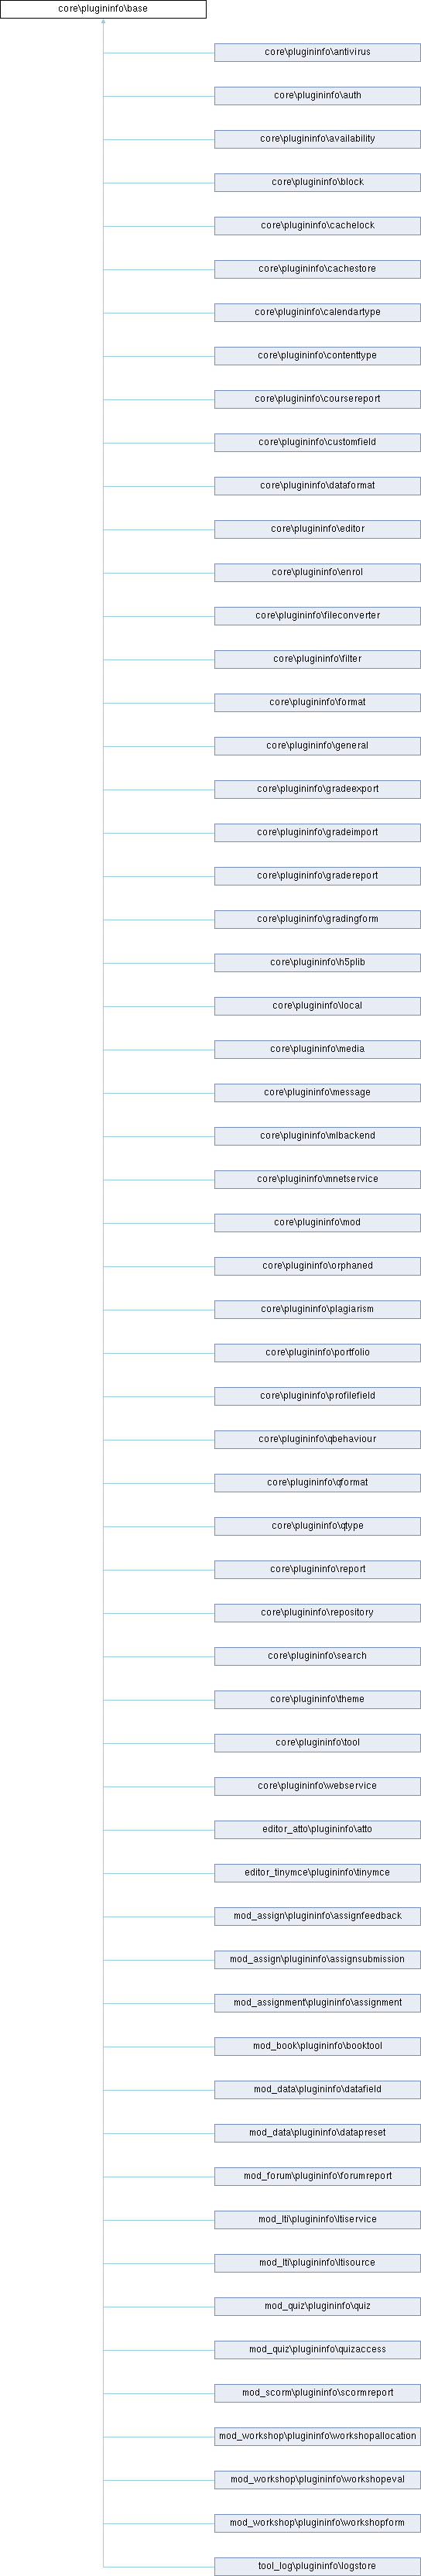 core\plugininfo\base
core\plugininfo\antivirus
core\plugininfo\auth
core\plugininfo\availability
core\plugininfo\block
core\plugininfo\cachelock
core\plugininfo\cachestore
core\plugininfo\calendartype
core\plugininfo\contenttype
core\plugininfo\coursereport
core\plugininfo\customfield
core\plugininfo\dataformat
core\plugininfo\editor
core\plugininfo\enrol
core\plugininfo\fileconverter
core\plugininfo\filter
core\plugininfo\format
core\plugininfo\general
core\plugininfo\gradeexport
core\plugininfo\gradeimport
core\plugininfo\gradereport
core\plugininfo\gradingform
core\plugininfo\h5plib
core\plugininfo\local
core\plugininfo\media
core\plugininfo\message
core\plugininfo\mlbackend
core\plugininfo\mnetservice
core\plugininfo\mod
core\plugininfo\orphaned
core\plugininfo\plagiarism
core\plugininfo\portfolio
core\plugininfo\profilefield
core\plugininfo\qbehaviour
core\plugininfo\qformat
core\plugininfo\qtype
core\plugininfo\report
core\plugininfo\repository
core\plugininfo\search
core\plugininfo\theme
core\plugininfo\tool
core\plugininfo\webservice
editor_atto\plugininfo\atto
editor_tinymce\plugininfo\tinymce
mod_assign\plugininfo\assignfeedback
mod_assign\plugininfo\assignsubmission
mod_assignment\plugininfo\assignment
mod_book\plugininfo\booktool
mod_data\plugininfo\datafield
mod_data\plugininfo\datapreset
mod_forum\plugininfo\forumreport
mod_lti\plugininfo\ltiservice
mod_lti\plugininfo\ltisource
mod_quiz\plugininfo\quiz
mod_quiz\plugininfo\quizaccess
mod_scorm\plugininfo\scormreport
mod_workshop\plugininfo\workshopallocation
mod_workshop\plugininfo\workshopeval
mod_workshop\plugininfo\workshopform
tool_log\plugininfo\logstore